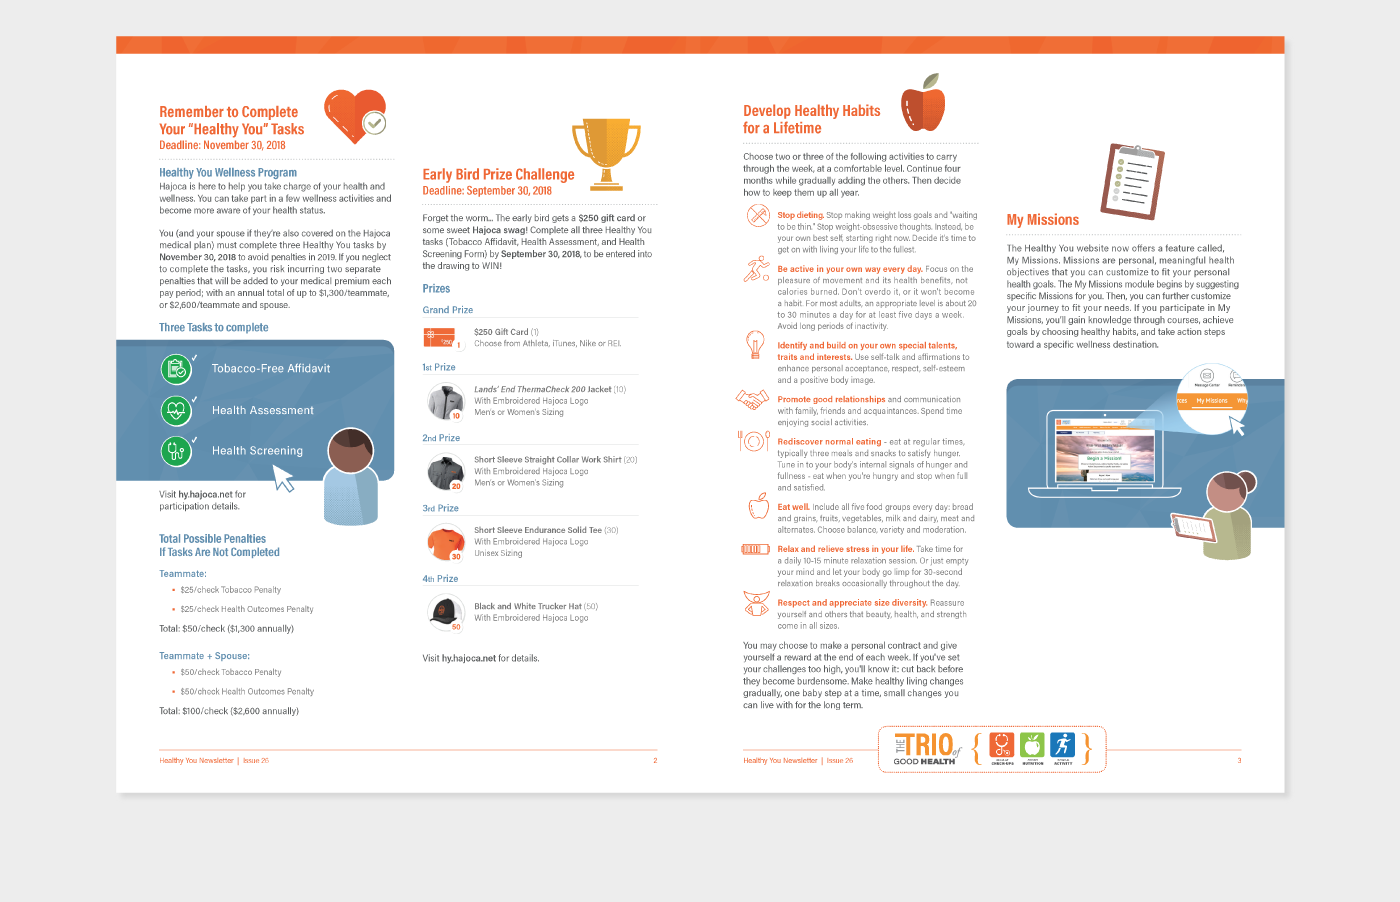 Remember to Complete
Your "Healthy You" Tasks
Deadline: November 30, 2018
Healthy You Wellness Program
Hajoca is here to help you take charge of your health and
wellness. You can take part in a few wellness activities and
become more aware of your health status.
You (and your spouse if they're also covered on the Hajoca
medical plan) must complete three Healthy You tasks by
November 30, 2018 to avoid penalties in 2019. If you neglect
to complete the tasks, you risk incurring two separate
penalties that will be added to your medical premium each
pay period; with an annual total of up to $1,300/teammate,
or $2,600/teammate and spouse.
Three Tasks to complete
Tobacco-Free Affidavit
Health Assessment
Health Screening
Visit hy.hajoca.net for
participation details.
Total Possible Penalties
If Tasks Are Not Completed
Teammate:
• $25/check Tobacco Penalty
• $25/check Health Outcomes Penalty
Total: $50/check ($1,300 annually)
Teammate + Spouse:
• $50/check Tobacco Penalty
• $50/check Health Outcomes Penalty
Total: $100/check ($2,600 annually)
Early Bird Prize Challenge
Deadline: September 30, 2018
Forget the worm... The early bird gets a $250 gift card or
some sweet Hajoca swag! Complete all three Healthy You
tasks (Tobacco Affidavit, Health Assessment, and Health
Screening Form) by September 30, 2018, to be entered into
the drawing to WIN!
Prizes
Grand Prize
$250
1
$250 Gift Card (1)
Choose from Athleta, iTunes, Nike or REI.
1st Prize
10
Lands' End ThermaCheck 200 Jacket (10)
With Embroidered Hajoca Logo
Men's or Women's Sizing
2nd Prize
20
Short Sleeve Straight Collar Work Shirt (20)
With Embroidered Hajoca Logo
Men's or Women's Sizing
3rd Prize
30
Short Sleeve Endurance Solid Tee (30)
With Embroidered Hajoca Logo
Unisex Sizing
4th Prize
50
Black and White Trucker Hat (50)
With Embroidered Hajoca Logo
Visit hy.hajoca.net for details.
Healthy You Newsletter | Issue 26
2
Develop Healthy Habits
for a Lifetime
Choose two or three of the following activities to carry
through the week, at a comfortable level. Continue four
months while gradually adding the others. Then decide
how to keep them up all year.
Stop dieting. Stop making weight loss goals and "waiting
to be thin." Stop weight-obsessive thoughts. Instead, be
your own best self, starting right now. Decide it's time to
get on with living your life to the fullest.
Be active in your own way every day. Focus on the
pleasure of movement and its health benefits, not
calories burned. Don't overdo it, or it won't become
a habit. For most adults, an appropriate level is about 20
to 30 minutes a day for at least five days a week.
Avoid long periods of inactivity.
Identify and build on your own special talents,
traits and interests. Use self-talk and affirmations to
enhance personal acceptance, respect, self-esteem
and a positive body image.
Promote good relationships and communication
with family, friends and acquaintances. Spend time
enjoying social activities.
Rediscover normal eating - eat at regular times,
typically three meals and snacks to satisfy hunger.
Tune in to your body's internal signals of hunger and
fullness - eat when you're hungry and stop when full
and satisfied.
Eat well. Include all five food groups every day: bread
and grains, fruits, vegetables, milk and dairy, meat and
alternates. Choose balance, variety and moderation.
Relax and relieve stress in your life. Take time for
a daily 10-15 minute relaxation session. Or just empty
your mind and let your body go limp for 30-second
relaxation breaks occasionally throughout the day.
Respect and appreciate size diversity. Reassure
yourself and others that beauty, health, and strength
come in all sizes.
You may choose to make a personal contract and give
yourself a reward at the end of each week. If you've set
your challenges too high, you'll know it: cut back before
they become burdensome. Make healthy living changes
gradually, one baby step at a time, small changes you
can live with for the long term.
My Missions
The Healthy You website now offers a feature called,
My Missions. Missions are personal, meaningful health
objectives that you can customize to fit your personal
health goals. The My Missions module begins by suggesting
specific Missions for you. Then, you can further customize
your journey to fit your needs. If you participate in My
Missions, you'll gain knowledge through courses, achieve
goals by choosing healthy habits, and take action steps
toward a specific wellness destination.
Message Center
rces My Missions Why
Begin a Mission!
Healthy You Newsletter | Issue 26
THE TRIO of
GOOD HEALTH
CHECK-UPS
NUTRITION
ACTIVITY
3